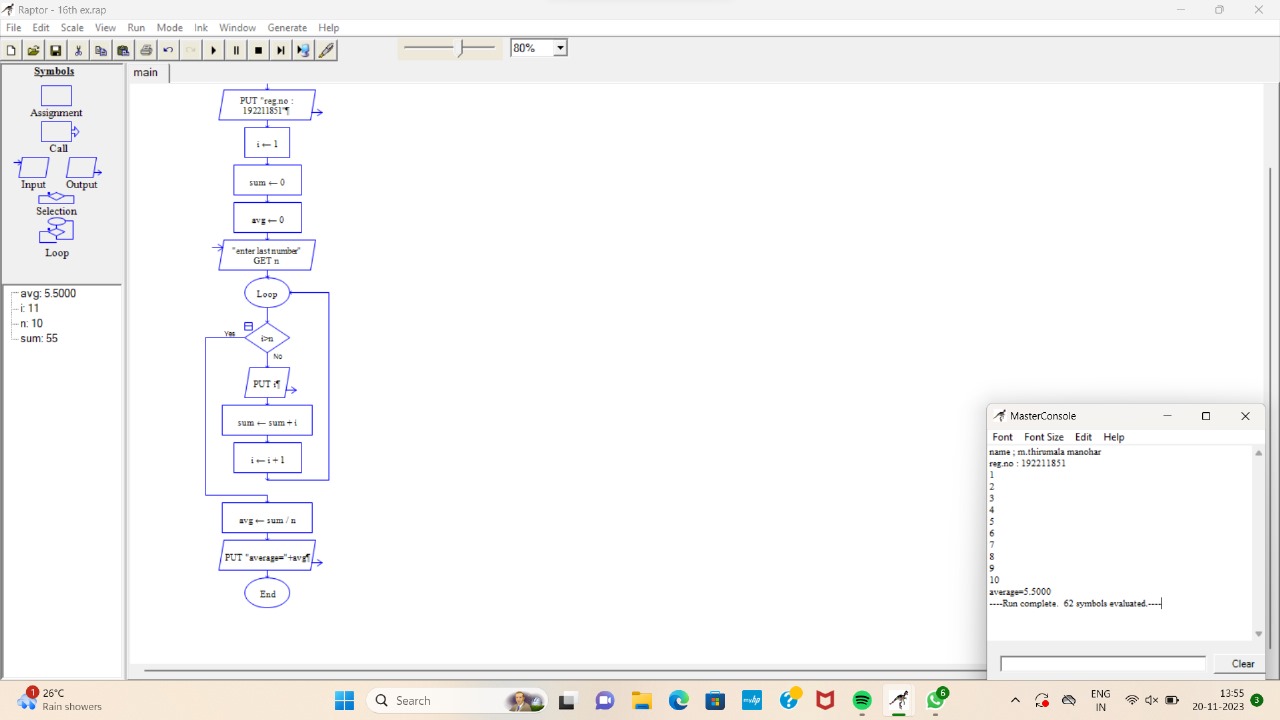 Raptor - 16th ex.rap
File Edit Scale View Run Mode Ink Window Generate Help
80%
Symbols
Assignment
Call
Input Output
Selection
Loop
avg: 5.5000
i: 11
n: 10
sum: 55
main
PUT "reg.no :
192211851"¶
i ← 1
sum ← 0
avg ← 0
"enter last number"
GET n
Loop
Yes
i>n
No
PUT i¶
sum ← sum + i
i ← i + 1
avg ← sum / n
PUT "average="+avg¶
End
MasterConsole
Font Font Size Edit Help
name ; m.thirumala manohar
reg.no : 192211851
1
2
3
4
5
6
7
8
9
10
average=5.5000
----Run complete. 62 symbols evaluated.----
Clear
1
26°C
Rain showers
Search
myhp
6
ENG
IN
13:55
20-11-2023
3